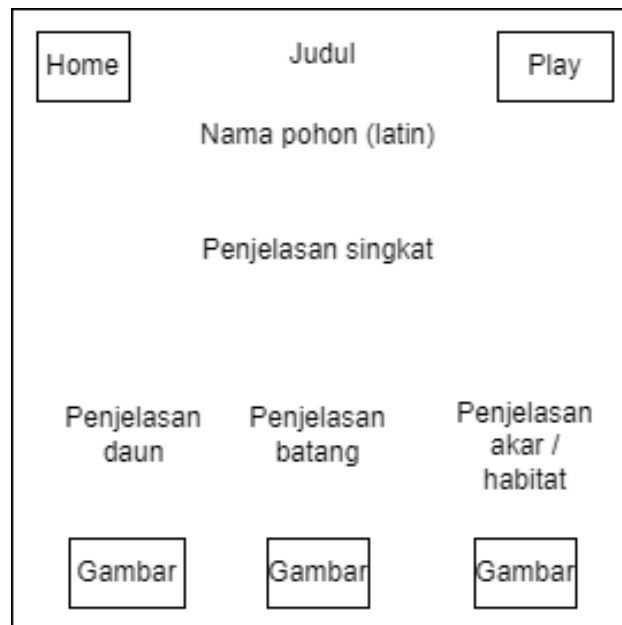 Home
Judul
Play
Nama pohon (latin)
Penjelasan singkat
Penjelasan
daun
Penjelasan
batang
Penjelasan
akar /
habitat
Gambar
Gambar
Gambar